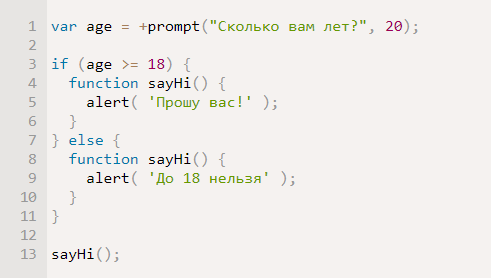 1 var age = +prompt("Сколько вам лет?", 20);
2
3 if (age >= 18) {
4   function sayHi() {
5     alert( 'Прошу вас!' );
6   }
7 } else {
8   function sayHi() {
9     alert( 'До 18 нельзя' );
10   }
11 }
12
13 sayHi();